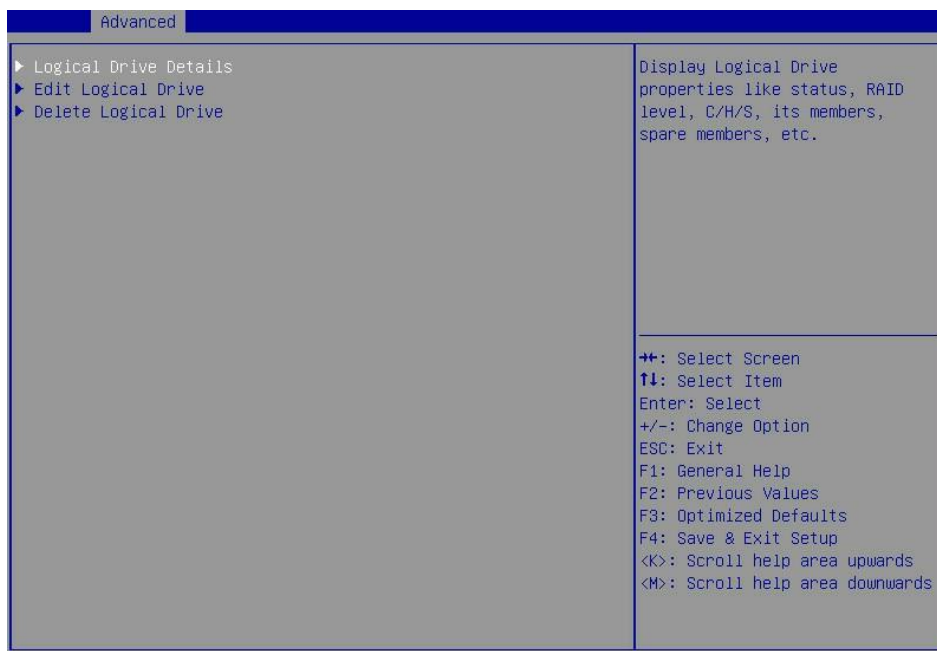 Advanced
Logical Drive Details
Edit Logical Drive
Delete Logical Drive
Display Logical Drive
properties like status, RAID
level, C/H/S, its members,
spare members, etc.
→←: Select Screen
↑↓: Select Item
Enter: Select
+/-: Change Option
ESC: Exit
F1: General Help
F2: Previous Values
F3: Optimized Defaults
F4: Save & Exit Setup
<K>: Scroll help area upwards
<M>: Scroll help area downwards